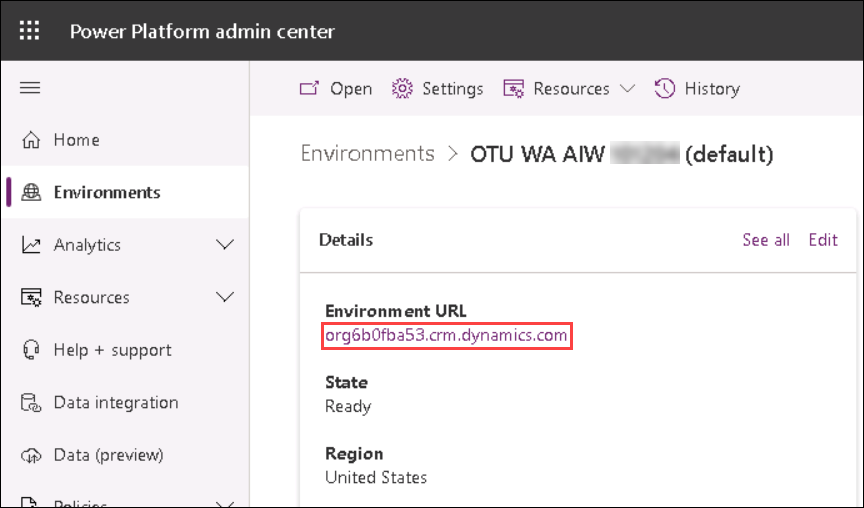 Power Platform admin center
Open Settings Resources History
Home
Environments
Analytics
Resources
Help + support
Data integration
Data (preview)
Policies
Environments > OTU WA AIW (default)
Details See all Edit
Environment URL
org6b0fba53.crm.dynamics.com
State
Ready
Region
United States